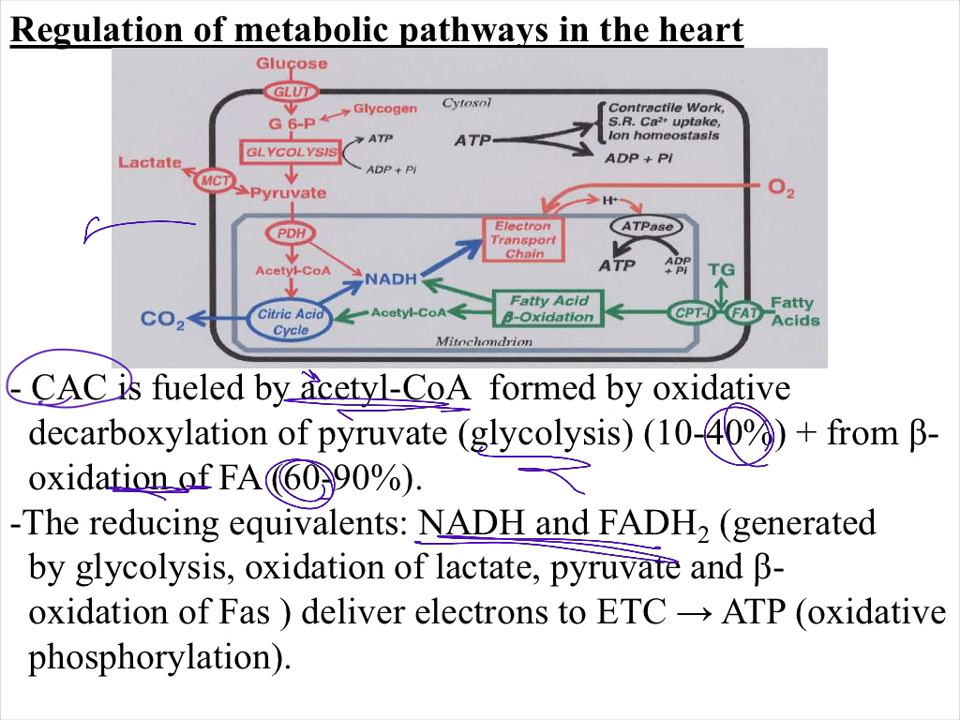 Regulation of metabolic pathways in the heart
Glucose
GLUT
G 6-P
Glycogen
GLYCOLYSIS
ATP
ADP + Pi
Lactate
MCT
Pyruvate
PDH
Acetyl-CoA
Cytosol
ATP
Contractile Work,
S.R. Ca²⁺ uptake,
Ion homeostasis
ADP + Pi
O₂
H⁺
Electron
Transport
Chain
ATPase
ATP
ADP
+ Pi
NADH
TG
CO₂
Citric Acid
Cycle
Acetyl-CoA
Fatty Acid
β-Oxidation
CPT-I
FAT
Fatty
Acids
Mitochondrion
- CAC is fueled by acetyl-CoA formed by oxidative
decarboxylation of pyruvate (glycolysis) (10-40%) + from β-
oxidation of FA (60-90%).
-The reducing equivalents: NADH and FADH₂ (generated
by glycolysis, oxidation of lactate, pyruvate and β-
oxidation of Fas ) deliver electrons to ETC → ATP (oxidative
phosphorylation).